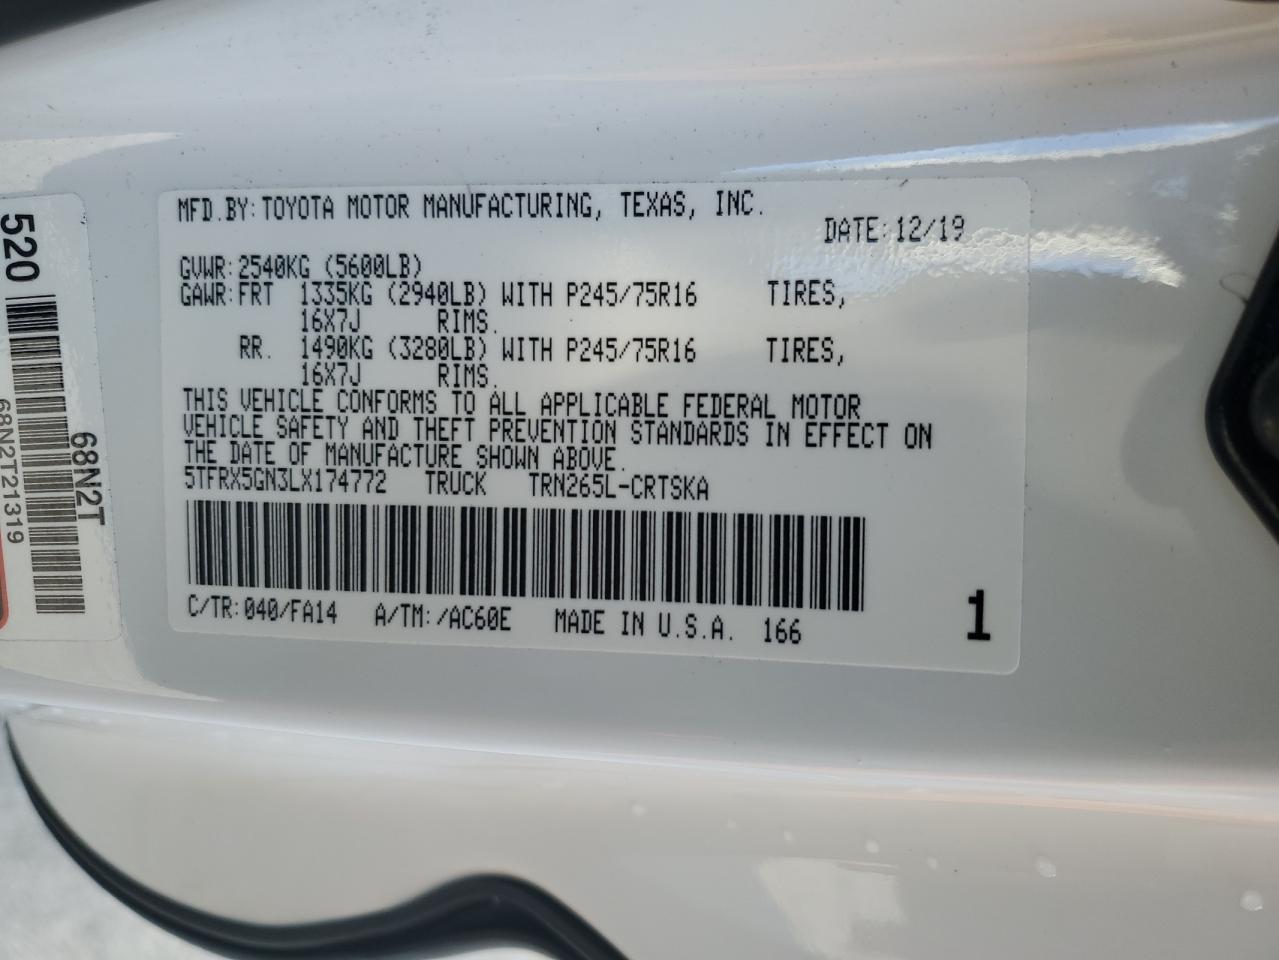 MFD.BY:TOYOTA MOTOR MANUFACTURING, TEXAS, INC.
DATE:12/19
GVWR:2540KG (5600LB)
GAWR:FRT 1335KG (2940LB) WITH P245/75R16 TIRES,
16X7J RIMS.
RR. 1490KG (3280LB) WITH P245/75R16 TIRES,
16X7J RIMS.
THIS VEHICLE CONFORMS TO ALL APPLICABLE FEDERAL MOTOR
VEHICLE SAFETY AND THEFT PREVENTION STANDARDS IN EFFECT ON
THE DATE OF MANUFACTURE SHOWN ABOVE.
5TFRX5GN3LX174772 TRUCK TRN265L-CRTSKA
C/TR:040/FA14 A/TM:/AC60E MADE IN U.S.A. 166
1
520
68N2T
68N2T21319